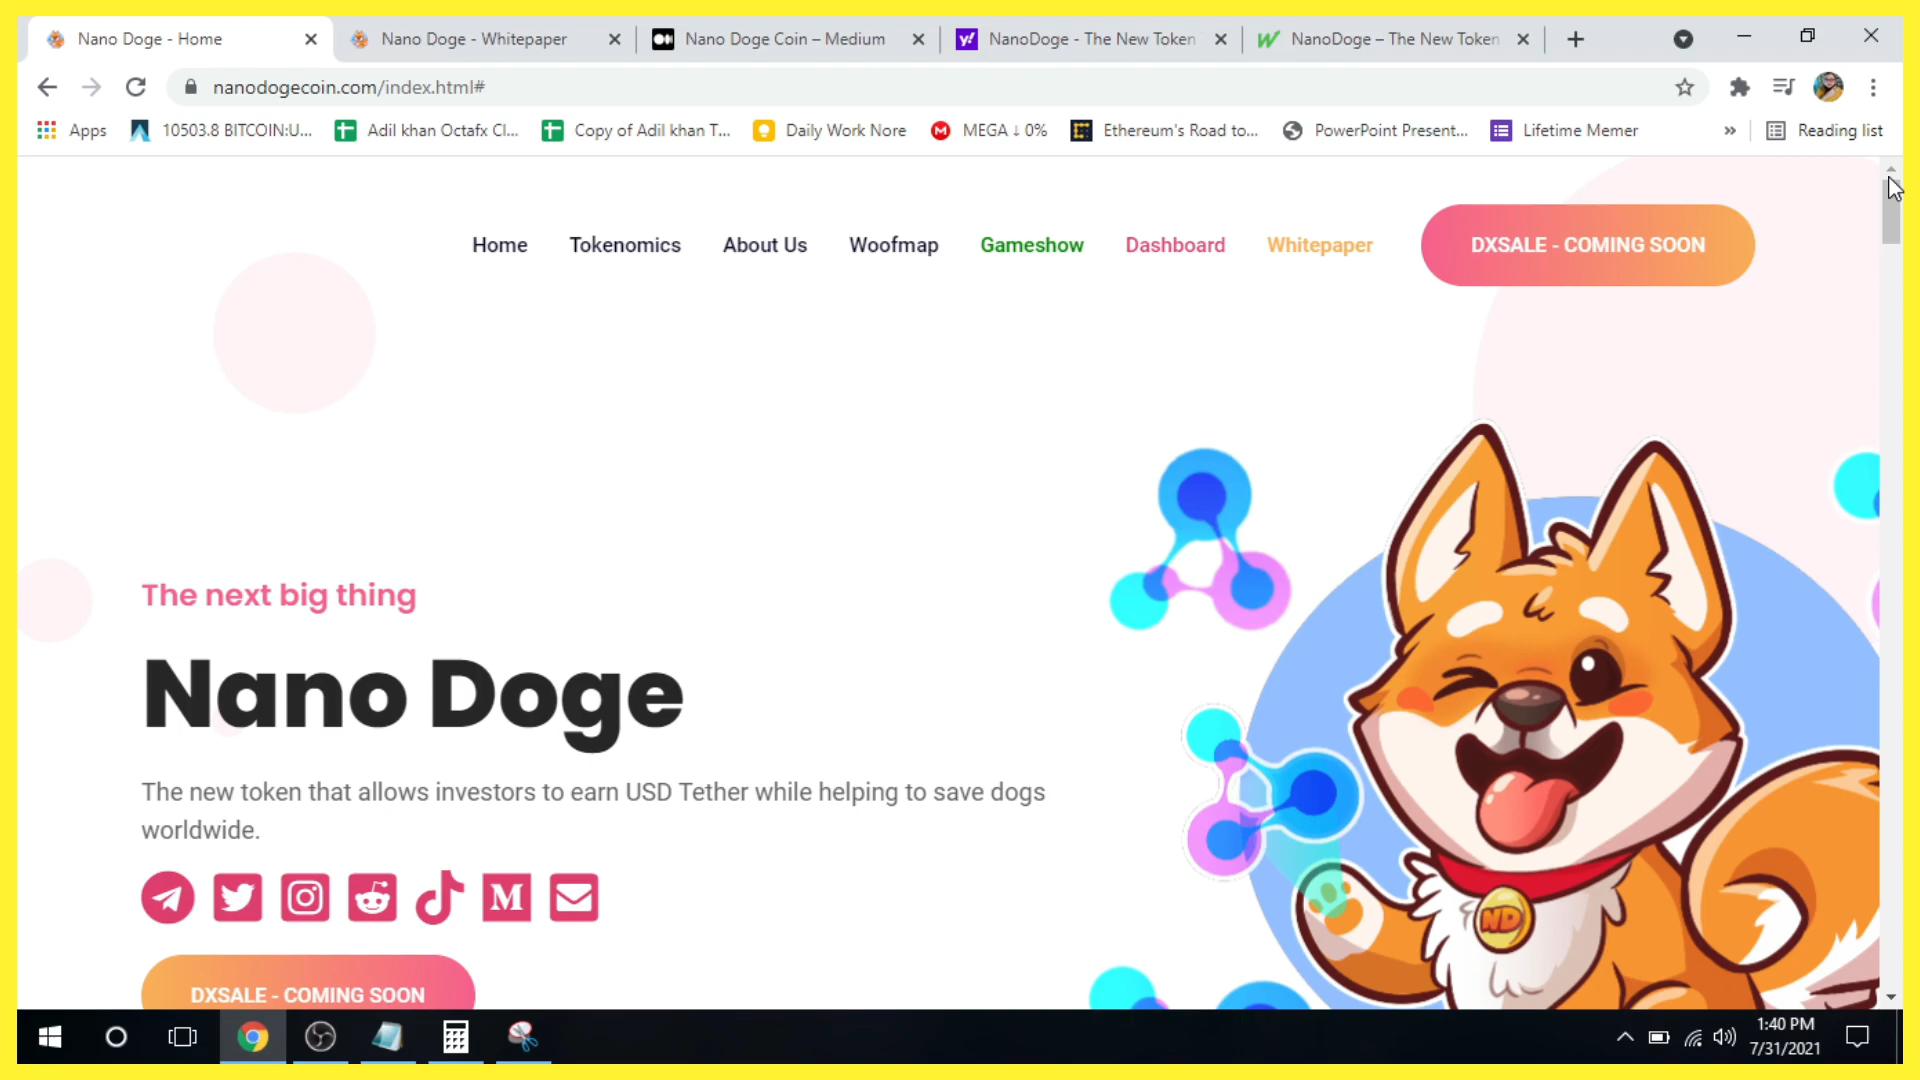 Nano Doge - Home
Nano Doge - Whitepaper
Nano Doge Coin – Medium
NanoDoge - The New Token
NanoDoge – The New Token
nanodogecoin.com/index.html#
Apps
10503.8 BITCOIN:U...
Adil khan Octafx Cl...
Copy of Adil khan T...
Daily Work Nore
MEGA ↓ 0%
Ethereum's Road to...
PowerPoint Present...
Lifetime Memer
»
Reading list
Home
Tokenomics
About Us
Woofmap
Gameshow
Dashboard
Whitepaper
DXSALE - COMING SOON
The next big thing
Nano Doge
The new token that allows investors to earn USD Tether while helping to save dogs
worldwide.
M
DXSALE - COMING SOON
ND
1:40 PM
7/31/2021